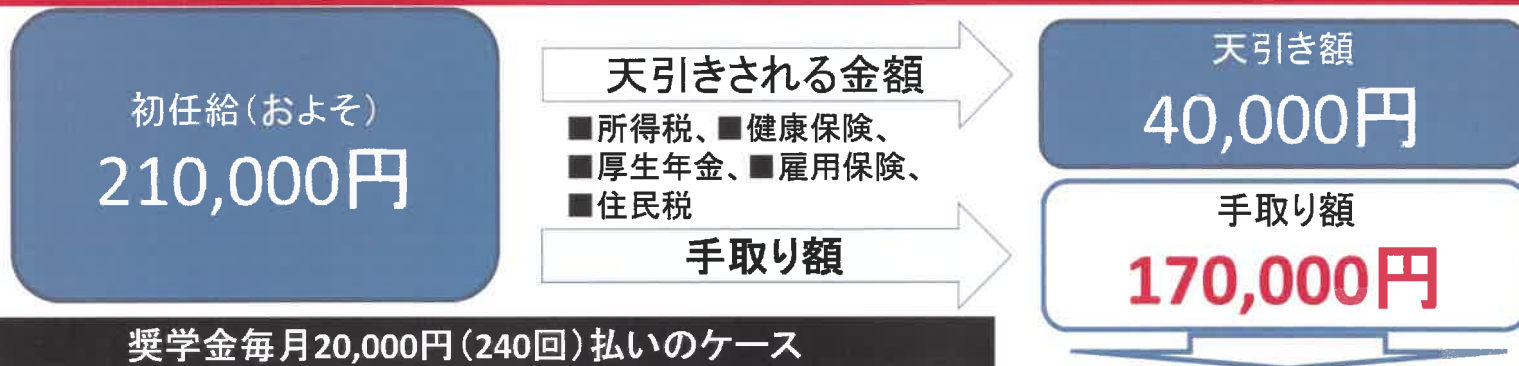 初任給（およそ）
210,000円
天引きされる金額
■所得税、■健康保険、
■厚生年金、■雇用保険、
■住民税
手取り額
天引き額
40,000円
手取り額
170,000円
奨学金毎月20,000円（240回）払いのケース